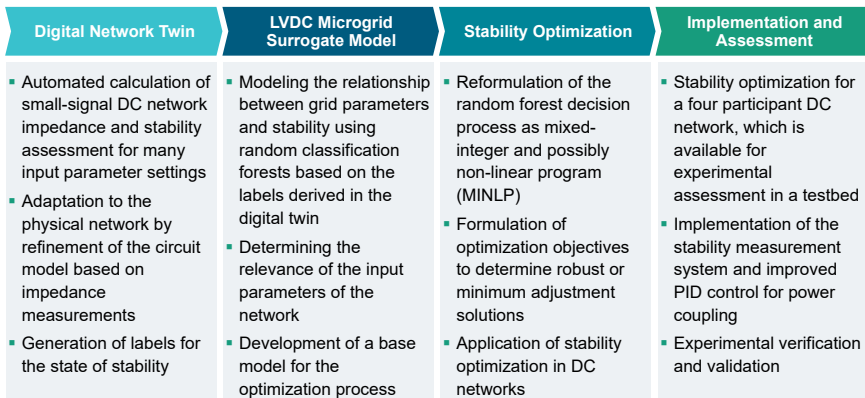 Digital Network Twin
▪ Automated calculation of
small-signal DC network
impedance and stability
assessment for many
input parameter settings
▪ Adaptation to the
physical network by
refinement of the circuit
model based on
impedance
measurements
▪ Generation of labels for
the state of stability
LVDC Microgrid
Surrogate Model
▪ Modeling the relationship
between grid parameters
and stability using
random classification
forests based on the
labels derived in the
digital twin
▪ Determining the
relevance of the input
parameters of the
network
▪ Development of a base
model for the
optimization process
Stability Optimization
▪ Reformulation of the
random forest decision
process as mixed-
integer and possibly
non-linear program
(MINLP)
▪ Formulation of
optimization objectives
to determine robust or
minimum adjustment
solutions
▪ Application of stability
optimization in DC
networks
Implementation and
Assessment
▪ Stability optimization for
a four participant DC
network, which is
available for
experimental
assessment in a testbed
▪ Implementation of the
stability measurement
system and improved
PID control for power
coupling
▪ Experimental verification
and validation